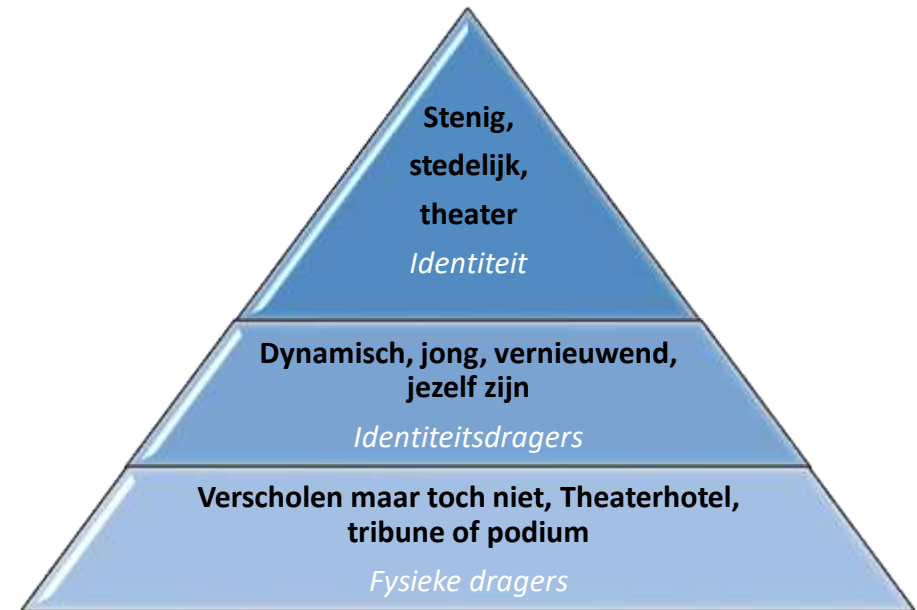 Stenig,
stedelijk,
theater
Identiteit
Dynamisch, jong, vernieuwend,
jezelf zijn
Identiteitsdragers
Verscholen maar toch niet, Theaterhotel,
tribune of podium
Fysieke dragers